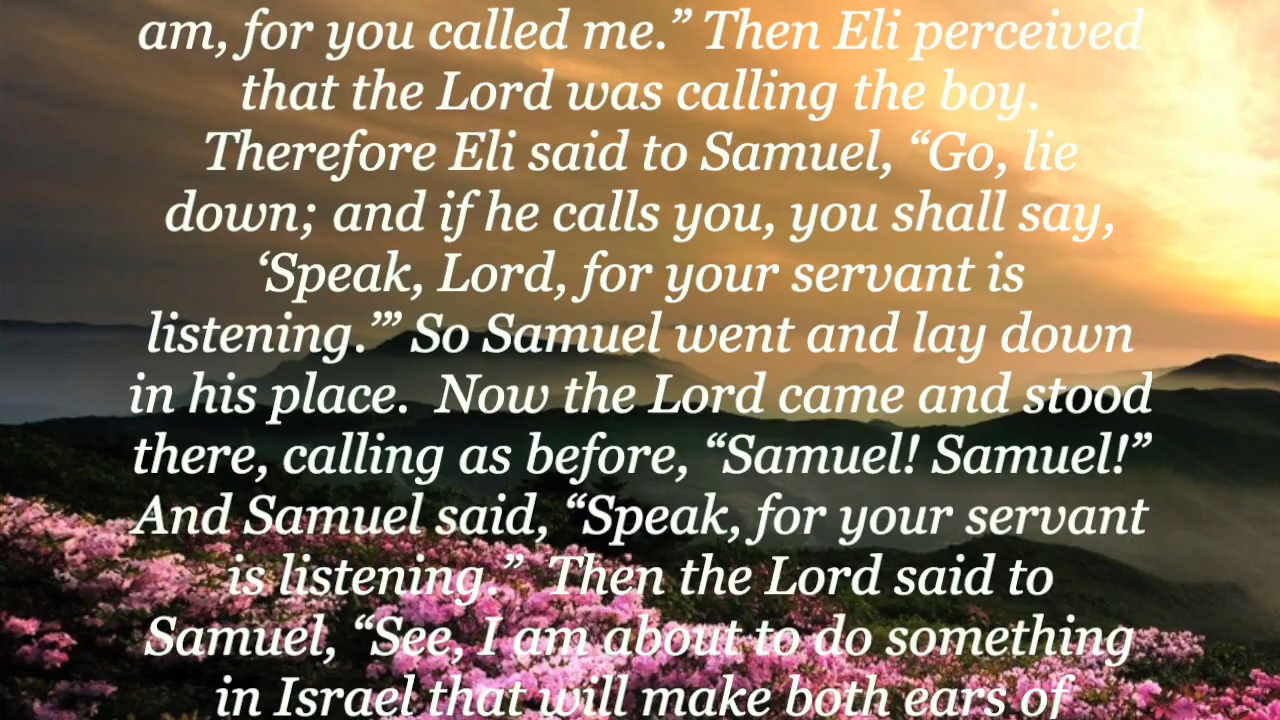 am, for you called me.” Then Eli perceived
that the Lord was calling the boy.
Therefore Eli said to Samuel, “Go, lie
down; and if he calls you, you shall say,
‘Speak, Lord, for your servant is
listening.’” So Samuel went and lay down
in his place.  Now the Lord came and stood
there, calling as before, “Samuel! Samuel!”
And Samuel said, “Speak, for your servant
is listening.”  Then the Lord said to
Samuel, “See, I am about to do something
in Israel that will make both ears of